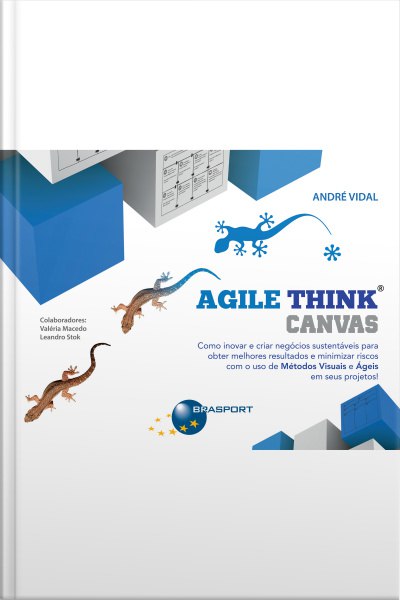 ANDRÉ VIDAL
AGILE THINK®
CANVAS
Colaboradores:
Valéria Macedo
Leandro Stok
Como inovar e criar negócios sustentáveis para
obter melhores resultados e minimizar riscos
com o uso de Métodos Visuais e Ágeis
em seus projetos!
BRASPORT